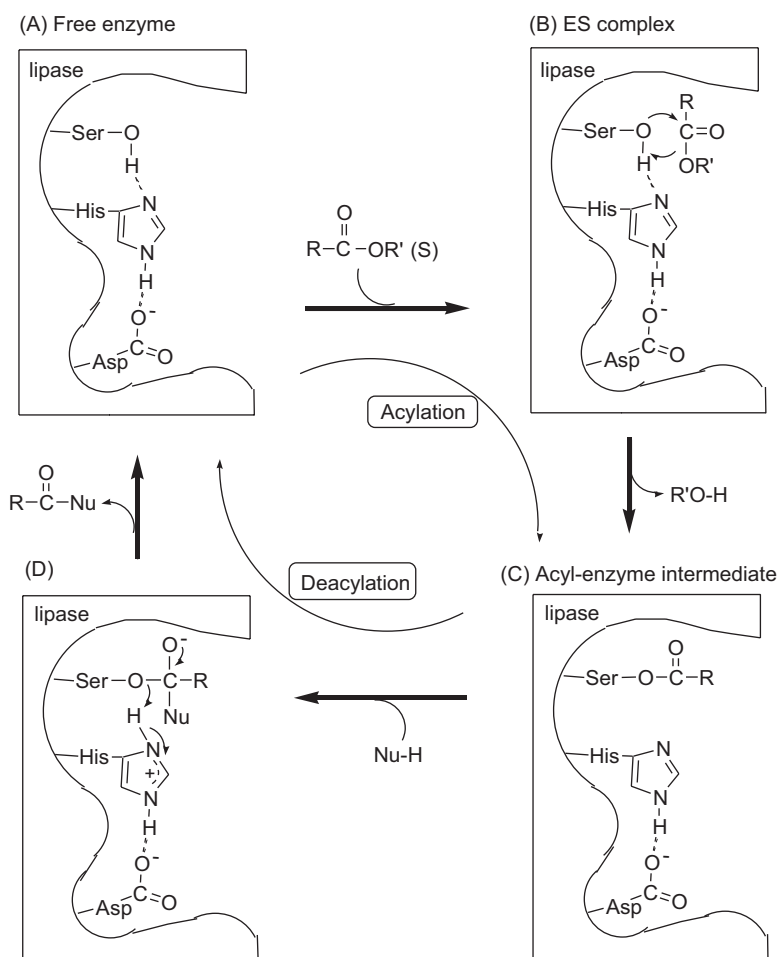 (A) Free enzyme
lipase
Ser
O
H
His
N
N
H
O-
C
O
Asp
O
R-C-OR' (S)
(B) ES complex
lipase
R
Ser
O
C
O
H
OR'
His
N
N
H
O-
C
O
Asp
Acylation
R'O-H
O
R-C-Nu
Deacylation
(C) Acyl-enzyme intermediate
lipase
O
Ser-O-C-R
His
N
N
H
O-
C
O
Asp
Nu-H
(D)
lipase
O-
Ser-O-C-R
Nu
H
His
N
+
N
H
O-
C
O
Asp